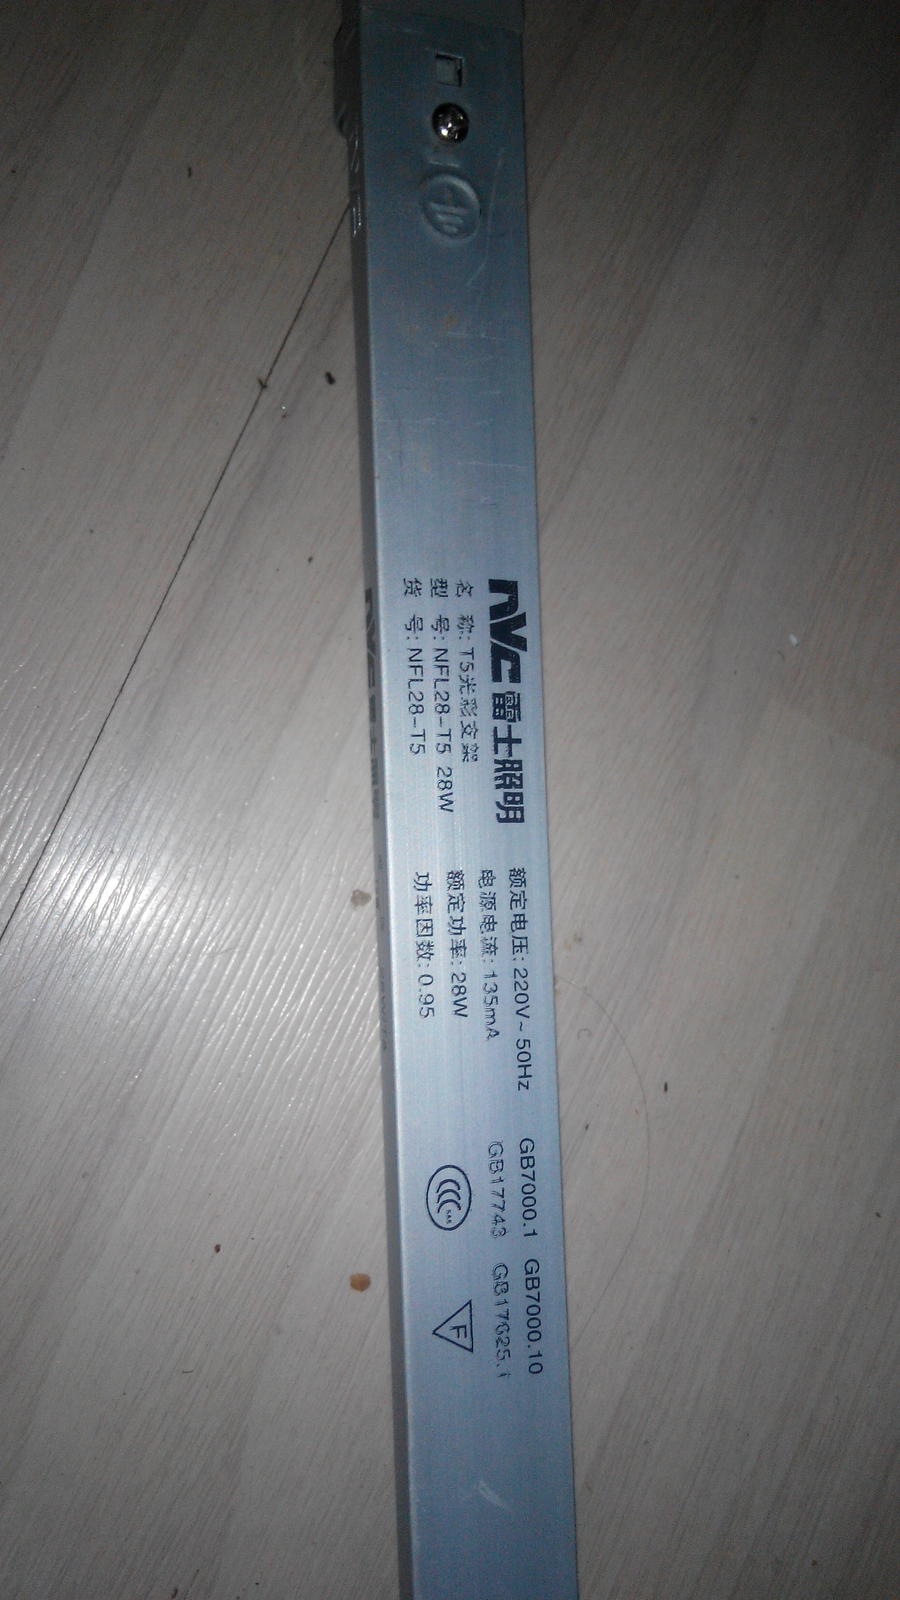 NVC 雷士照明
名 称: T5光彩支架
型 号: NFL28-T5 28W
货 号: NFL28-T5
额定电压: 220V~ 50Hz
电源电流: 135mA
额定功率: 28W
功率因数: 0.95
GB7000.1 GB7000.10
GB17743 GB17625.1
F